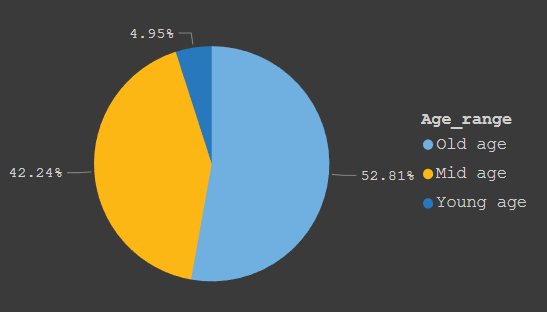 4.95%
42.24%
52.81%
Age_range
Old age
Mid age
Young age